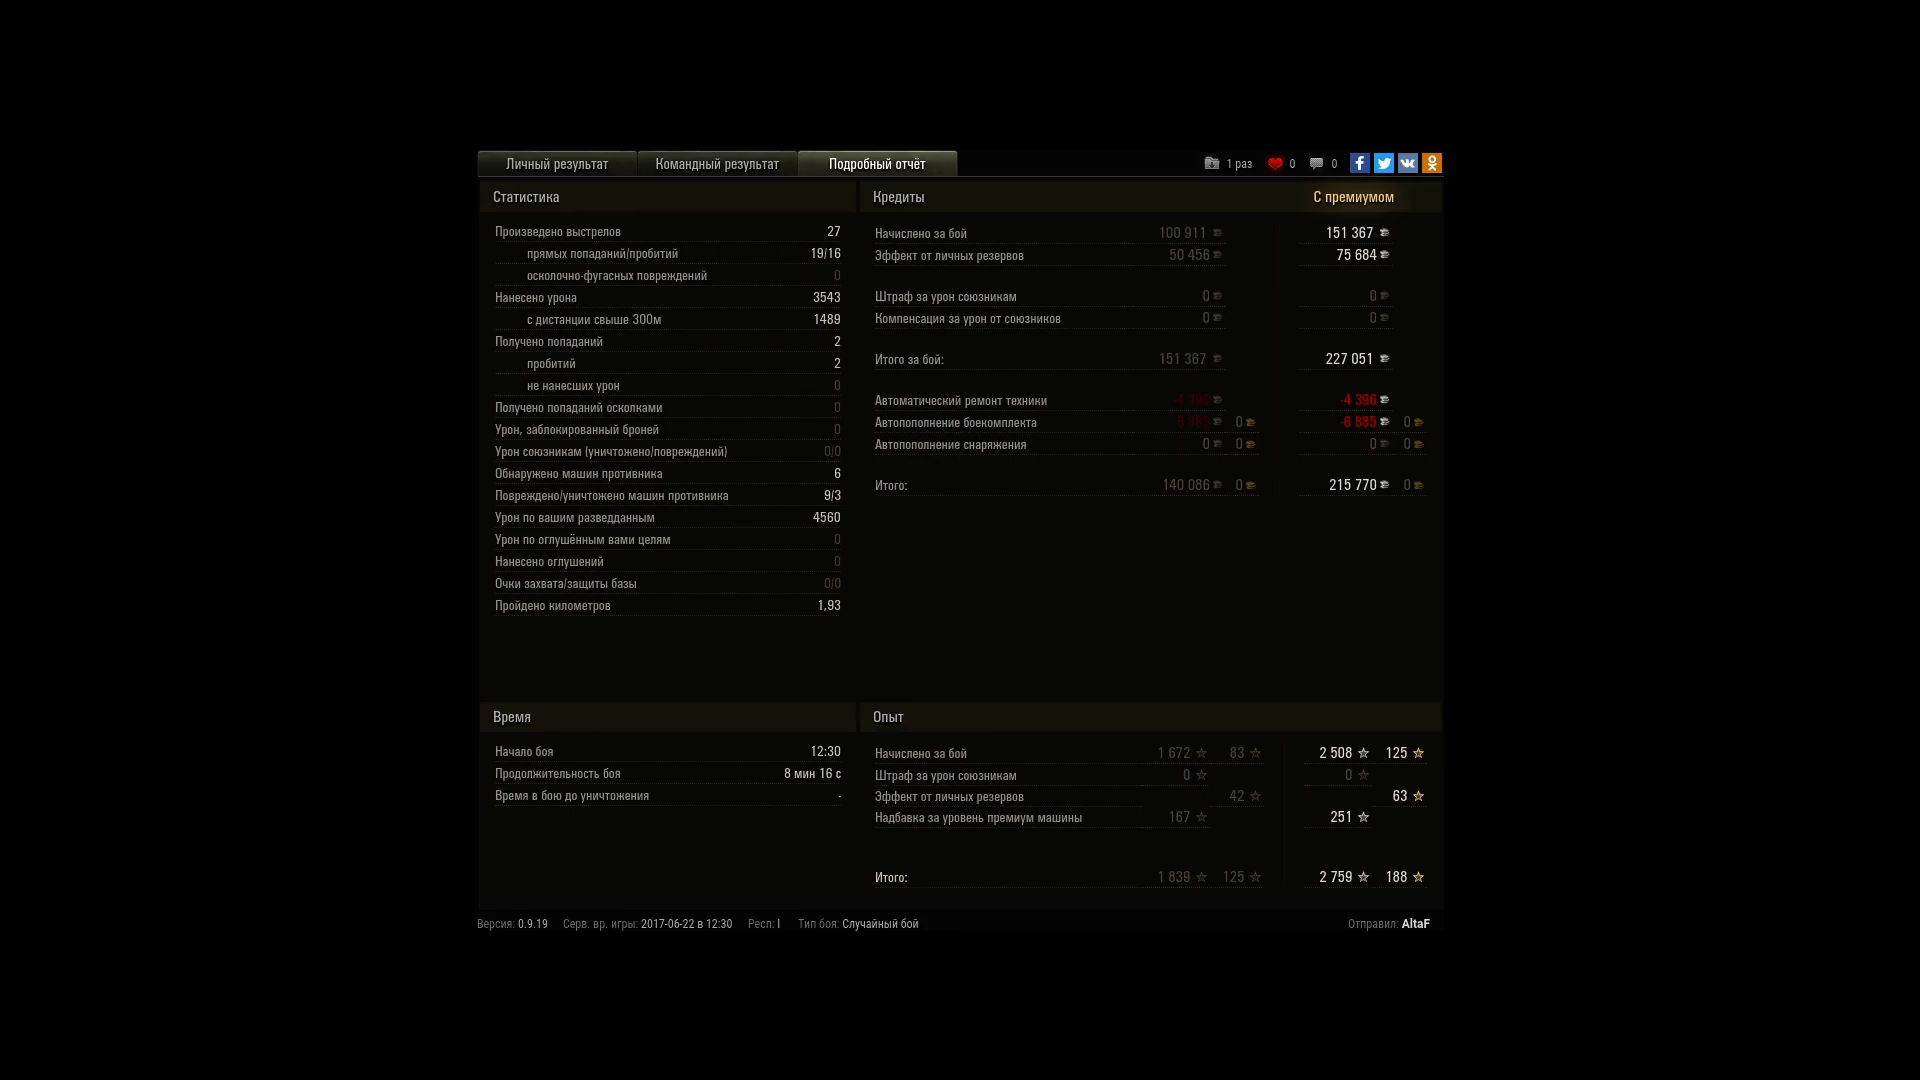 Личный результат Командный результат Подробный отчёт 1 раз 0 0
Статистика
Произведено выстрелов 27
прямых попаданий/пробитий 19/16
осколочно-фугасных повреждений 0
Нанесено урона 3543
с дистанции свыше 300м 1489
Получено попаданий 2
пробитий 2
не нанесших урон 0
Получено попаданий осколками 0
Урон, заблокированный броней 0
Урон союзникам (уничтожено/повреждений) 0/0
Обнаружено машин противника 6
Повреждено/уничтожено машин противника 9/3
Урон по вашим разведданным 4560
Урон по оглушённым вами целям 0
Нанесено оглушений 0
Очки захвата/защиты базы 0/0
Пройдено километров 1,93
Кредиты С премиумом
Начислено за бой 100 911 151 367
Эффект от личных резервов 50 456 75 684
Штраф за урон союзникам 0 0
Компенсация за урон от союзников 0 0
Итого за бой: 151 367 227 051
Автоматический ремонт техники -4 396 -4 396
Автопополнение боекомплекта -6 885 0 -6 885 0
Автопополнение снаряжения 0 0 0 0
Итого: 140 086 0 215 770 0
Время
Начало боя 12:30
Продолжительность боя 8 мин 16 с
Время в бою до уничтожения -
Опыт
Начислено за бой 1 672 83 2 508 125
Штраф за урон союзникам 0 0
Эффект от личных резервов 42 63
Надбавка за уровень премиум машины 167 251
Итого: 1 839 125 2 759 188
Версия: 0.9.19 Серв. вр. игры: 2017-06-22 в 12:30 Респ: I Тип боя: Случайный бой Отправил: AltaF